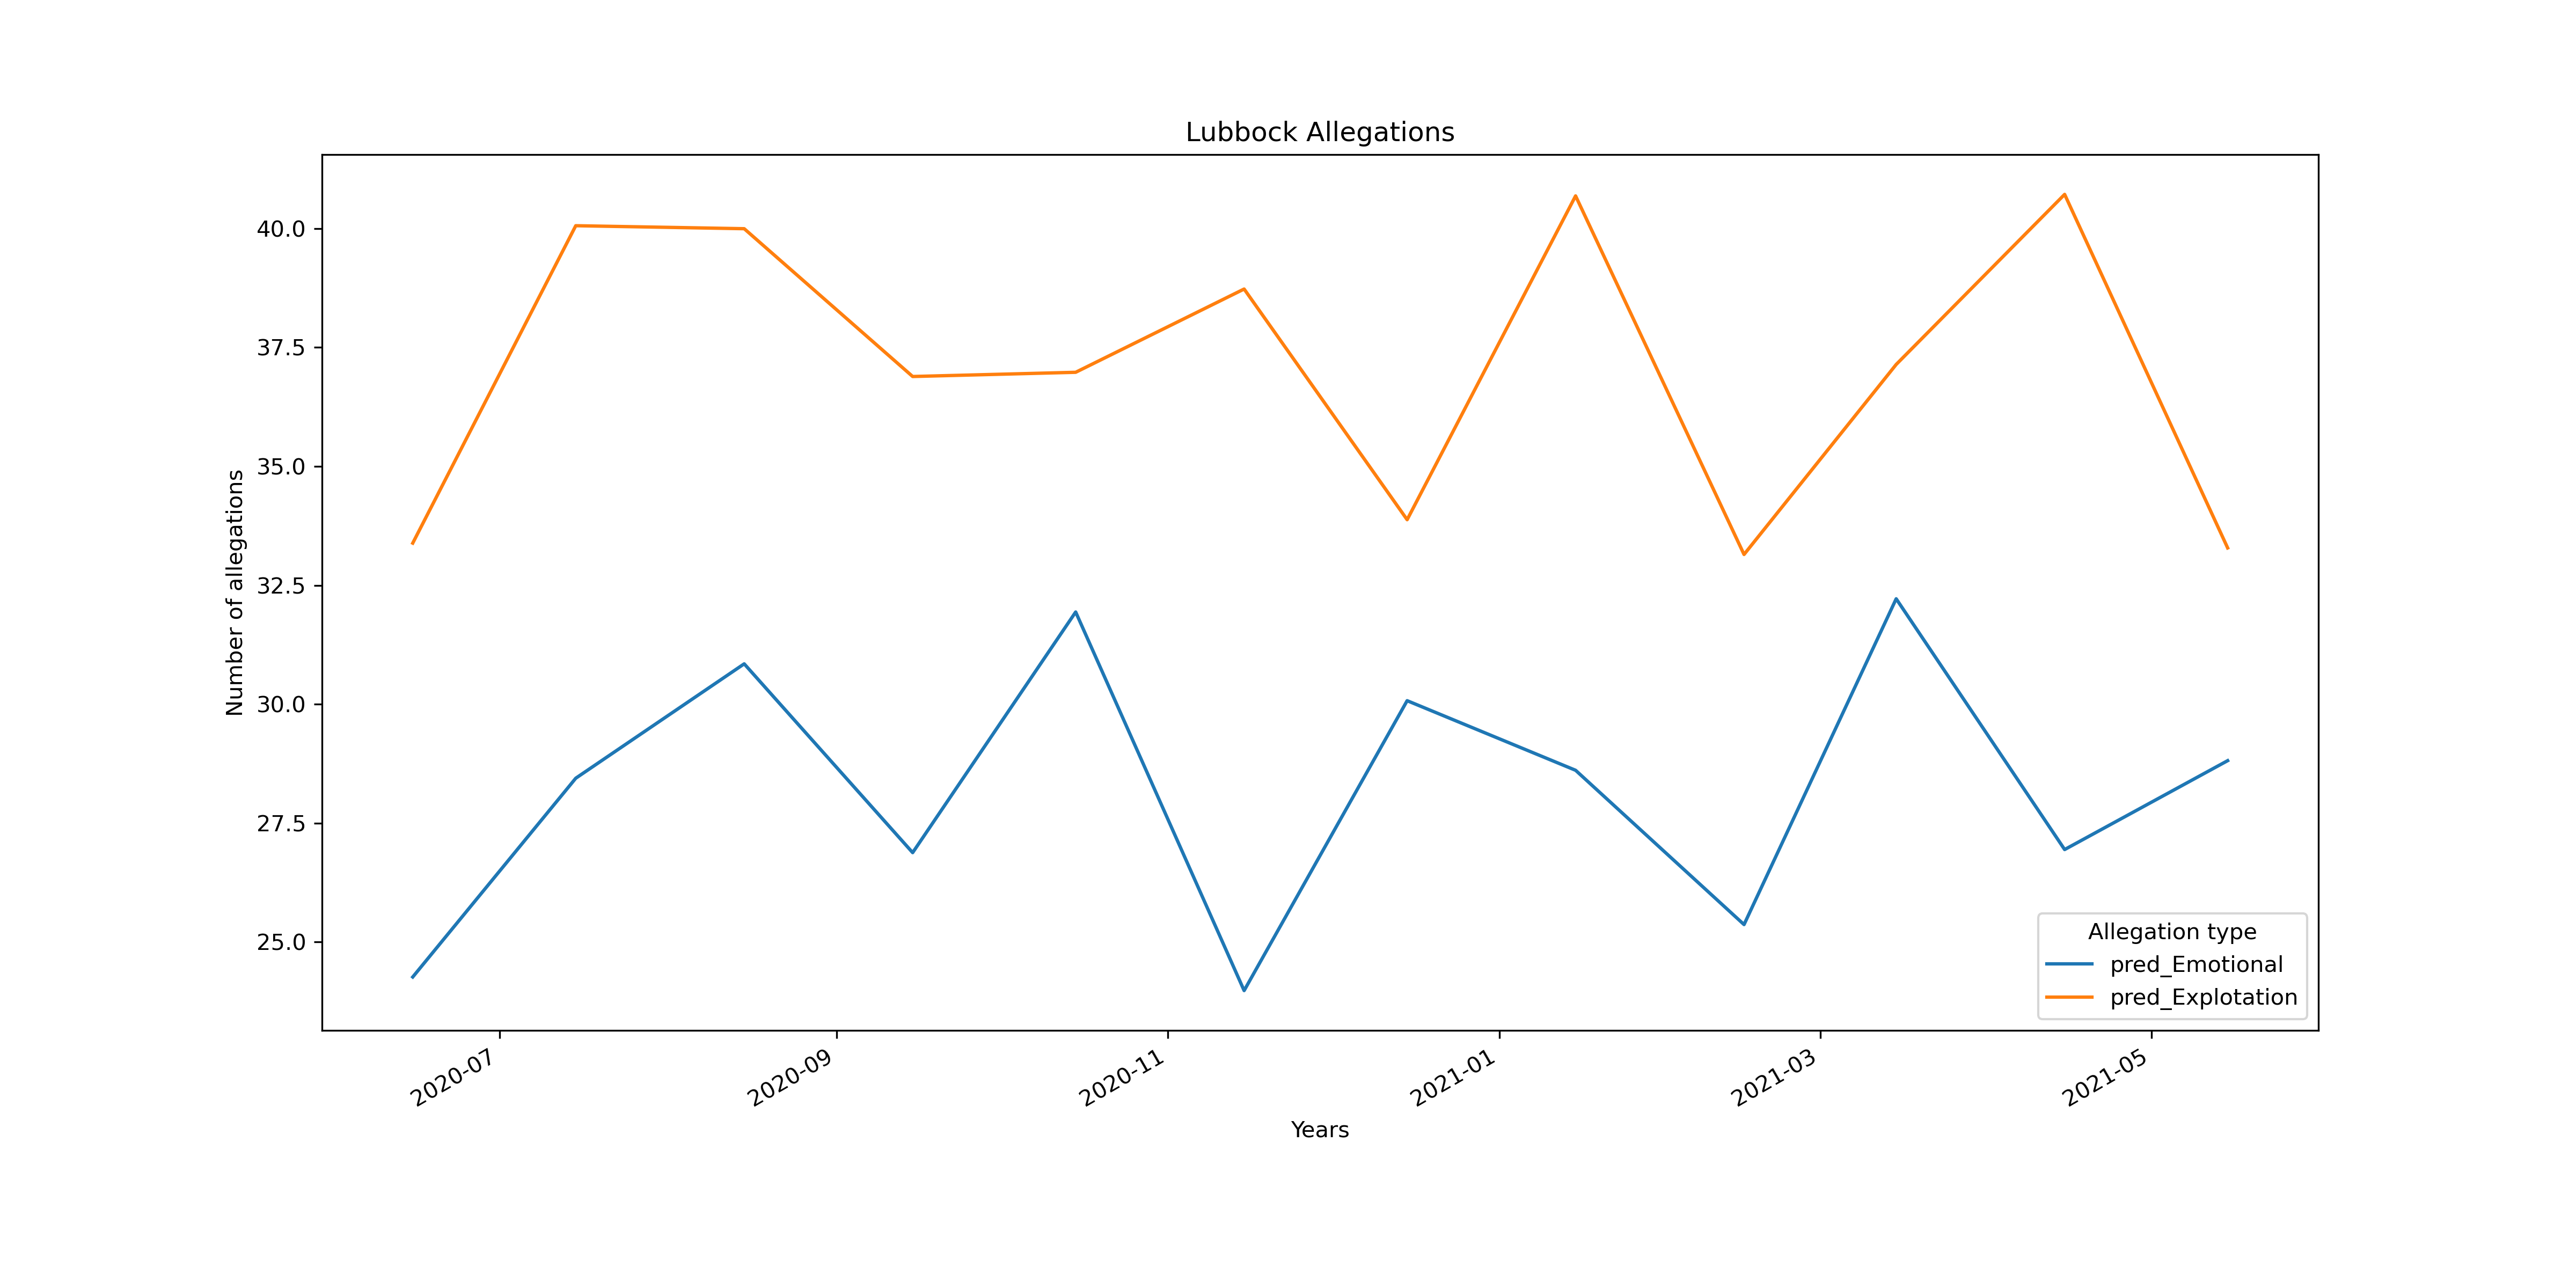 Lubbock Allegations
Number of allegations
40.0
37.5
35.0
32.5
30.0
27.5
25.0
Allegation type
pred_Emotional
pred_Explotation
2020-07
2020-09
2020-11
2021-01
2021-03
2021-05
Years